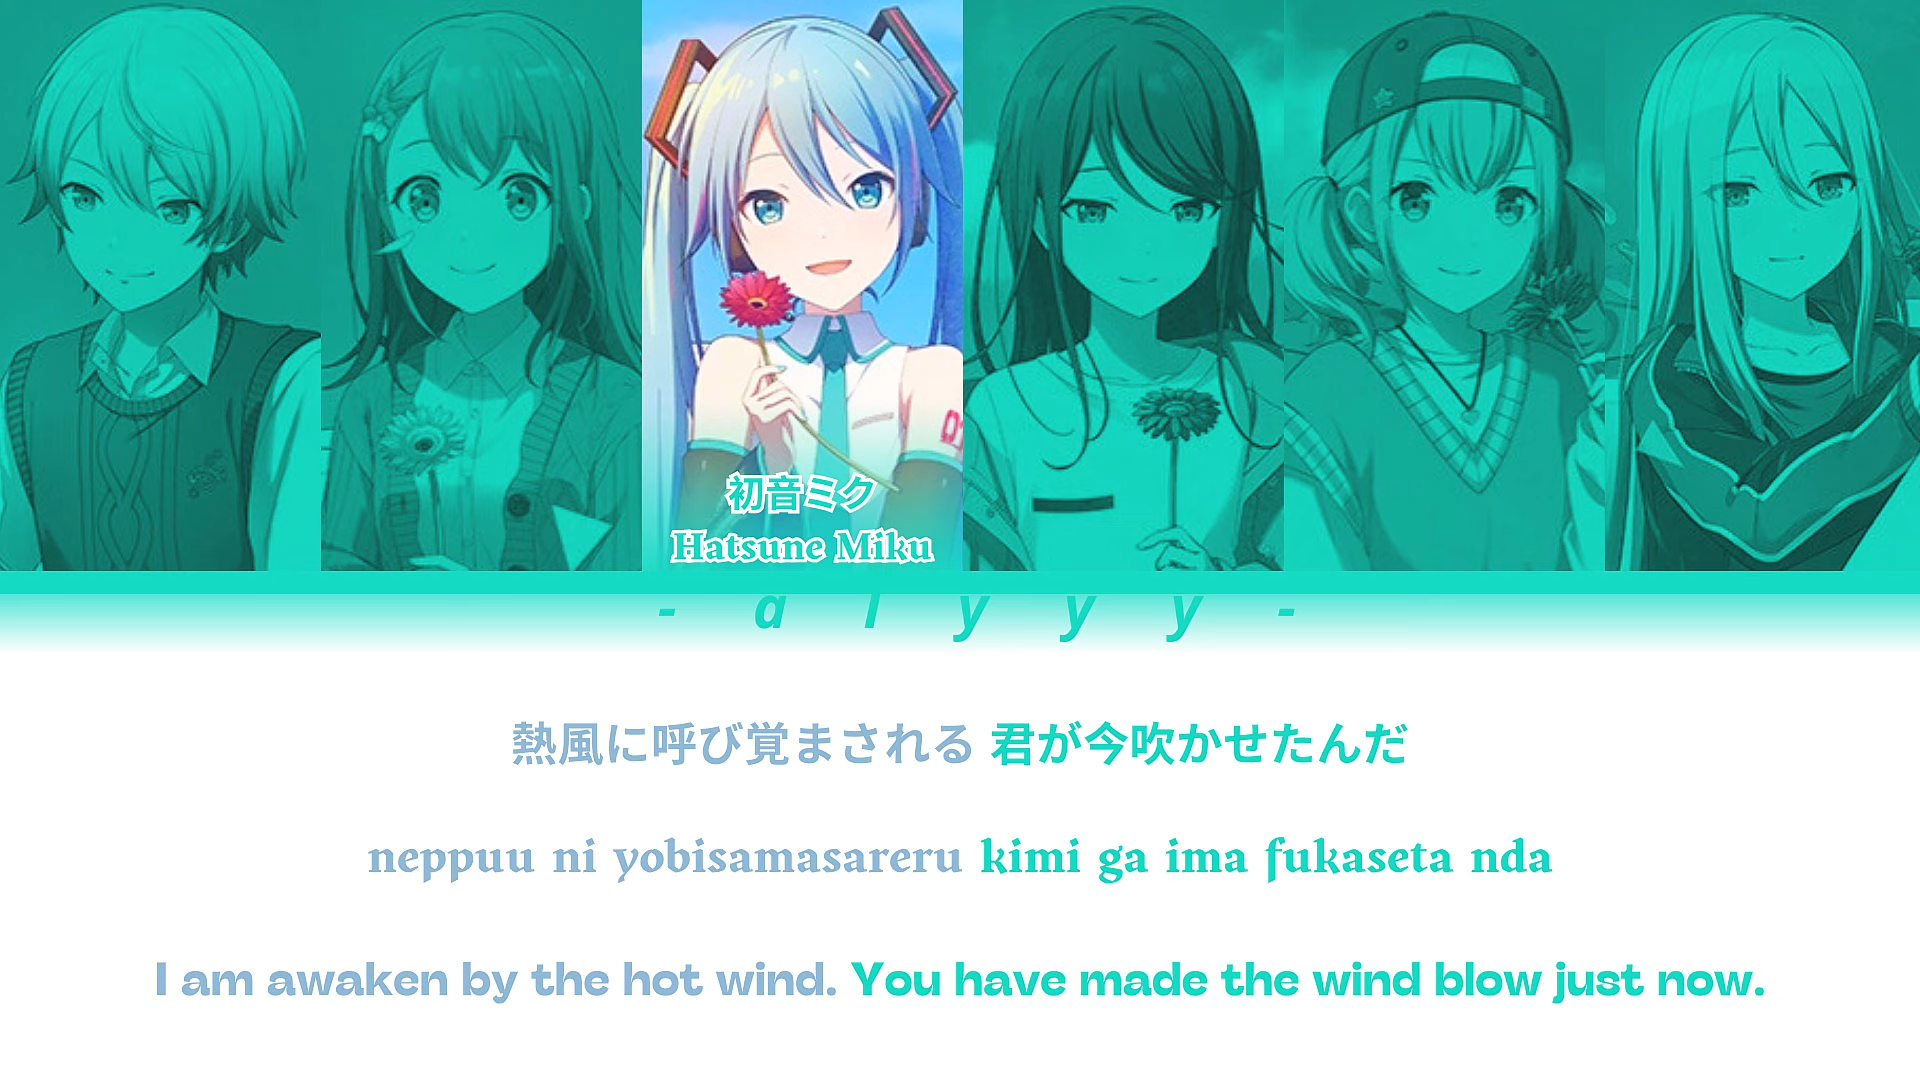 初音ミク
Hatsune Miku
- a l y y y -
熱風に呼び覚まされる 君が今吹かせたんだ
neppuu ni yobisamasareru kimi ga ima fukaseta nda
I am awaken by the hot wind. You have made the wind blow just now.